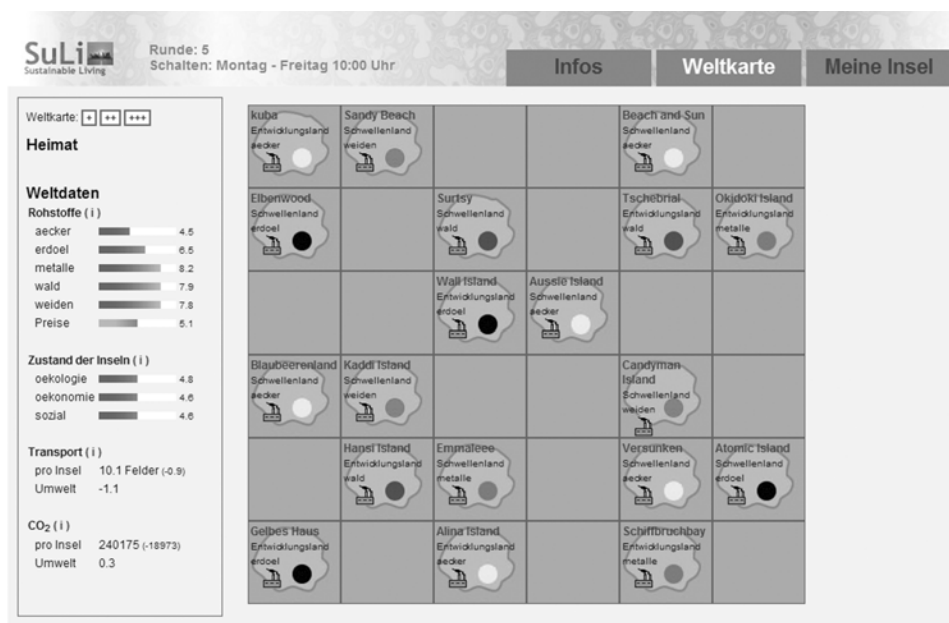 SuLi
Sustainable Living
Runde: 5
Schalten: Montag - Freitag 10:00 Uhr
Infos
Weltkarte
Meine Insel
Weltkarte: + ++ +++
Heimat
Weltdaten
Rohstoffe ( i )
aecker 4.5
erdoel 6.5
metalle 8.2
wald 7.9
weiden 7.8
Preise 5.1
Zustand der Inseln ( i )
oekologie 4.8
oekonomie 4.6
sozial 4.6
Transport ( i )
pro Insel 10.1 Felder (-0.9)
Umwelt -1.1
CO2 ( i )
pro Insel 240175 (-18973)
Umwelt 0.3
kuba
Entwicklungsland
aecker
Sandy Beach
Schwellenland
weiden
Beach and Sun
Schwellenland
aecker
Elbenwood
Schwellenland
erdoel
Surtsy
Schwellenland
wald
Tschebrial
Entwicklungsland
wald
Okidoki Island
Entwicklungsland
metalle
Wall Island
Entwicklungsland
erdoel
Aussie Island
Schwellenland
aecker
Blaubeerenland
Schwellenland
aecker
Kaddi Island
Schwellenland
weiden
Candyman
Island
Schwellenland
weiden
Hansi Island
Entwicklungsland
wald
Emmaleee
Schwellenland
metalle
Versunken
Schwellenland
aecker
Atomic Island
Schwellenland
erdoel
Gelbes Haus
Entwicklungsland
erdoel
Alina Island
Entwicklungsland
aecker
Schiffbruchbay
Entwicklungsland
metalle